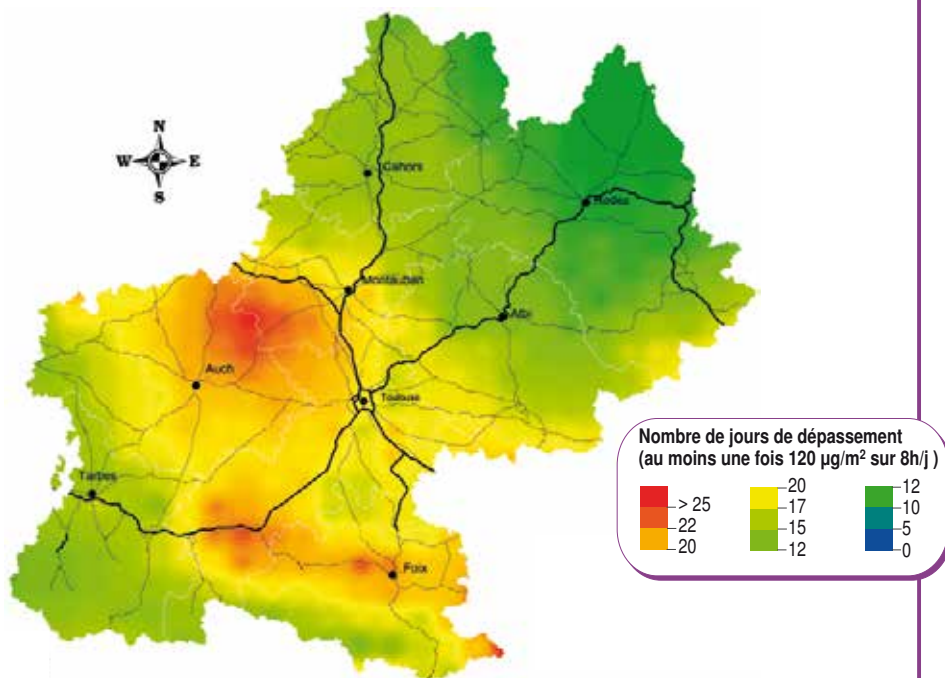 N
W E
S
Cahors
Rodez
Montauban
Albi
Auch
Toulouse
Tarbes
Foix
Nombre de jours de dépassement
(au moins une fois 120 µg/m² sur 8h/j )
> 25
22
20
20
17
15
12
12
10
5
0